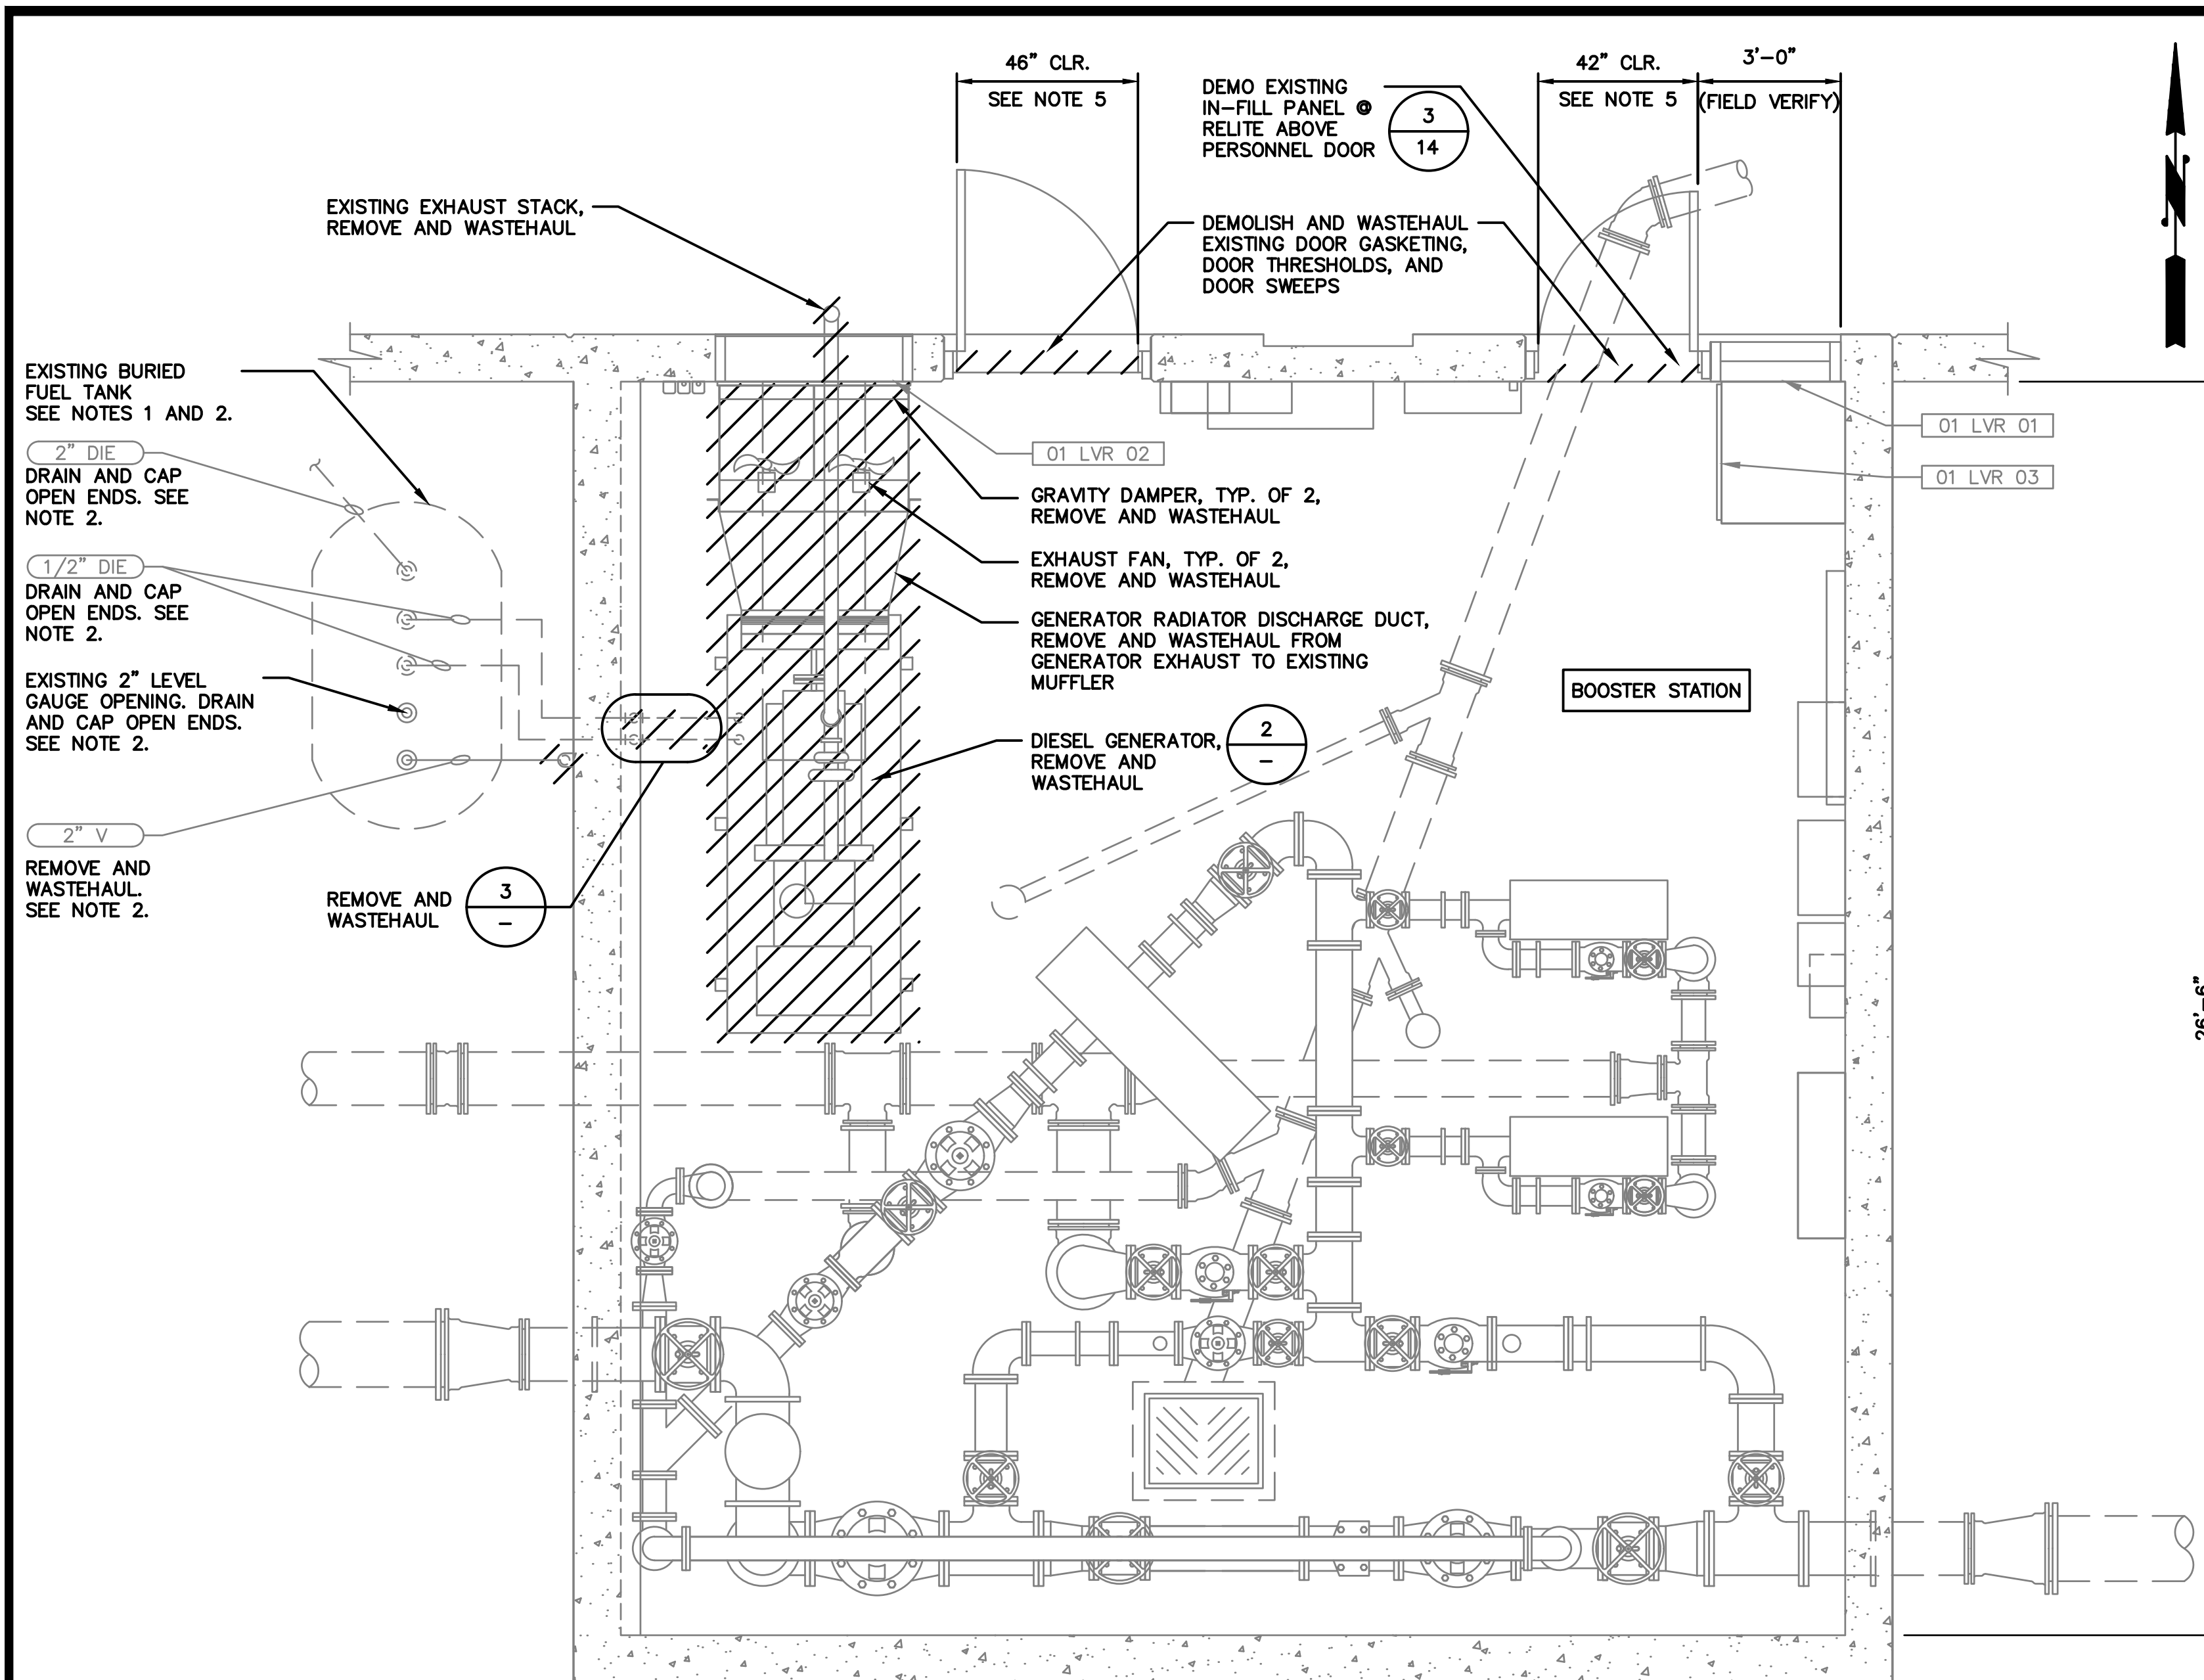 46" CLR.
SEE NOTE 5
DEMO EXISTING
IN-FILL PANEL @
RELITE ABOVE
PERSONNEL DOOR
3
14
42" CLR.
SEE NOTE 5
3'-0"
(FIELD VERIFY)
N
EXISTING EXHAUST STACK,
REMOVE AND WASTEHAUL
DEMOLISH AND WASTEHAUL
EXISTING DOOR GASKETING,
DOOR THRESHOLDS, AND
DOOR SWEEPS
EXISTING BURIED
FUEL TANK
SEE NOTES 1 AND 2.
2" DIE
DRAIN AND CAP
OPEN ENDS. SEE
NOTE 2.
1/2" DIE
DRAIN AND CAP
OPEN ENDS. SEE
NOTE 2.
EXISTING 2" LEVEL
GAUGE OPENING. DRAIN
AND CAP OPEN ENDS.
SEE NOTE 2.
2" V
REMOVE AND
WASTEHAUL.
SEE NOTE 2.
REMOVE AND
WASTEHAUL
3
-
01 LVR 02
GRAVITY DAMPER, TYP. OF 2,
REMOVE AND WASTEHAUL
EXHAUST FAN, TYP. OF 2,
REMOVE AND WASTEHAUL
GENERATOR RADIATOR DISCHARGE DUCT,
REMOVE AND WASTEHAUL FROM
GENERATOR EXHAUST TO EXISTING
MUFFLER
DIESEL GENERATOR,
REMOVE AND
WASTEHAUL
2
-
BOOSTER STATION
01 LVR 01
01 LVR 03
26'-6"